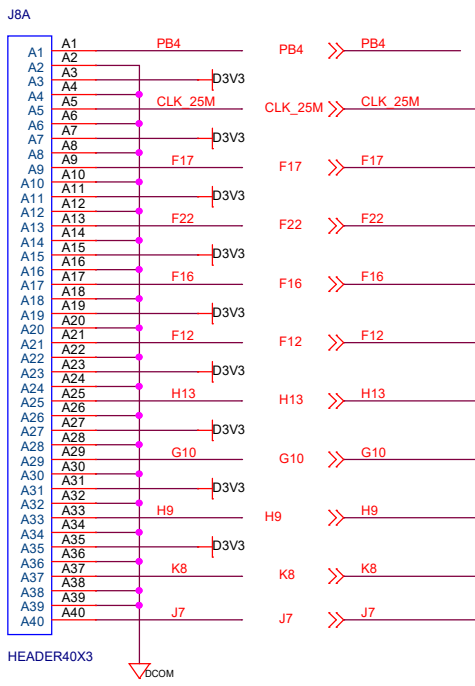 J8A
A1 A1 PB4 PB4 PB4
A2 A2
A3 A3 D3V3
A4 A4
A5 A5 CLK_25M CLK_25M CLK_25M
A6 A6
A7 A7 D3V3
A8 A8
A9 A9 F17 F17 F17
A10 A10
A11 A11 D3V3
A12 A12
A13 A13 F22 F22 F22
A14 A14
A15 A15 D3V3
A16 A16
A17 A17 F16 F16 F16
A18 A18
A19 A19 D3V3
A20 A20
A21 A21 F12 F12 F12
A22 A22
A23 A23 D3V3
A24 A24
A25 A25 H13 H13 H13
A26 A26
A27 A27 D3V3
A28 A28
A29 A29 G10 G10 G10
A30 A30
A31 A31 D3V3
A32 A32
A33 A33 H9 H9 H9
A34 A34
A35 A35 D3V3
A36 A36
A37 A37 K8 K8 K8
A38 A38
A39 A39
A40 A40 J7 J7 J7
HEADER40X3
DCOM